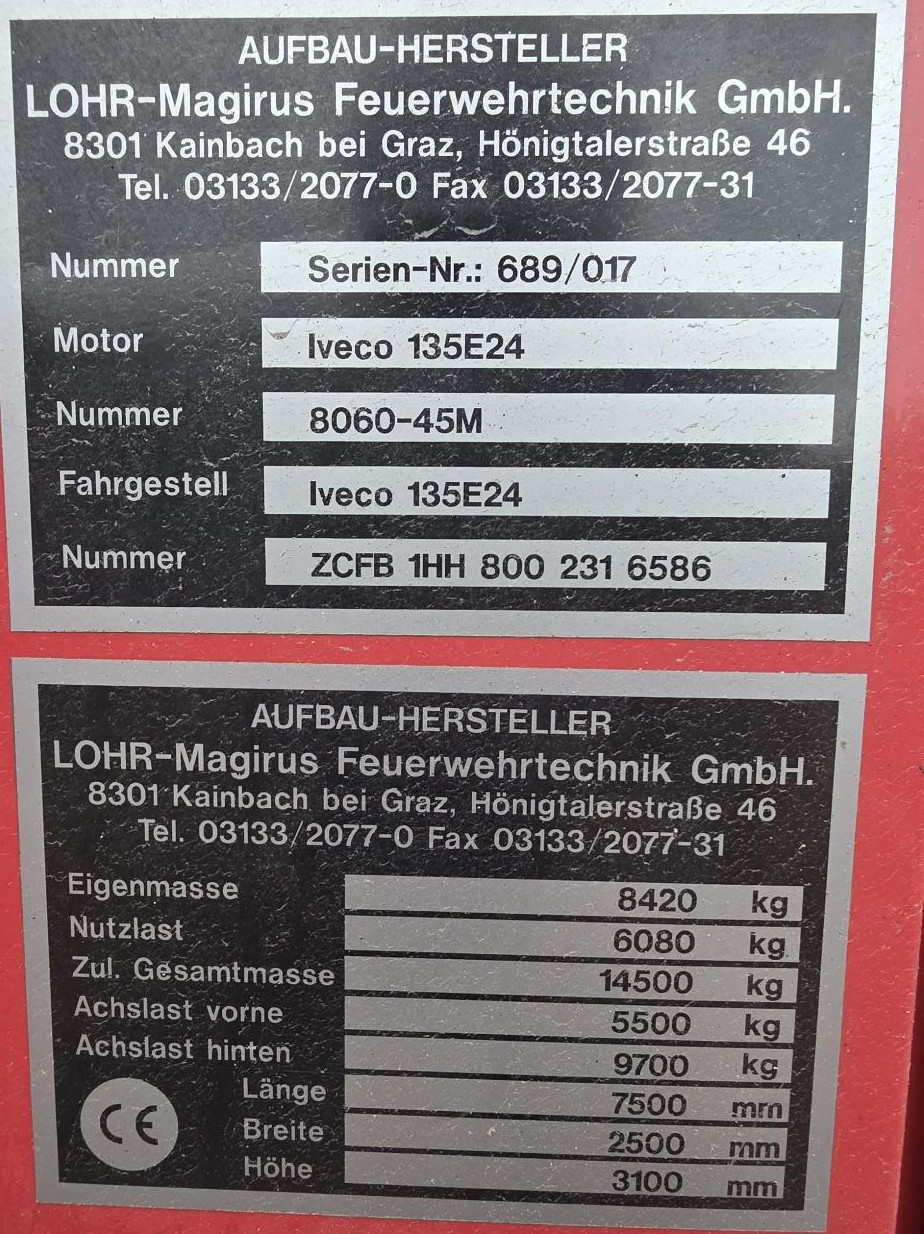 AUFBAU-HERSTELLER
LOHR-Magirus Feuerwehrtechnik GmbH.
8301 Kainbach bei Graz, Hönigtalerstraße 46
Tel. 03133/2077-0 Fax 03133/2077-31
Nummer Serien-Nr.: 689/017
Motor Iveco 135E24
Nummer 8060-45M
Fahrgestell Iveco 135E24
Nummer ZCFB 1HH 800 231 6586
AUFBAU-HERSTELLER
LOHR-Magirus Feuerwehrtechnik GmbH.
8301 Kainbach bei Graz, Hönigtalerstraße 46
Tel. 03133/2077-0 Fax 03133/2077-31
Eigenmasse 8420 kg
Nutzlast 6080 kg
Zul. Gesamtmasse 14500 kg
Achslast vorne 5500 kg
Achslast hinten 9700 kg
Länge 7500 mm
Breite 2500 mm
Höhe 3100 mm
CE